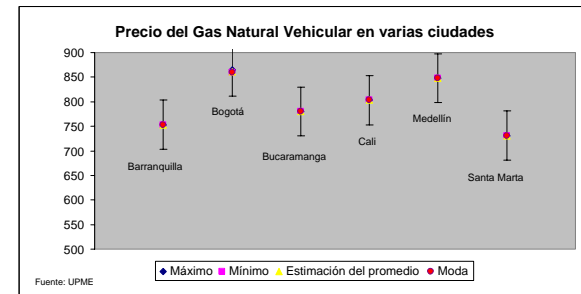 Precio del Gas Natural Vehicular en varias ciudades
900
850
800
750
700
650
600
550
500
Barranquilla
Bogotá
Bucaramanga
Cali
Medellín
Santa Marta
Máximo Mínimo Estimación del promedio Moda
Fuente: UPME